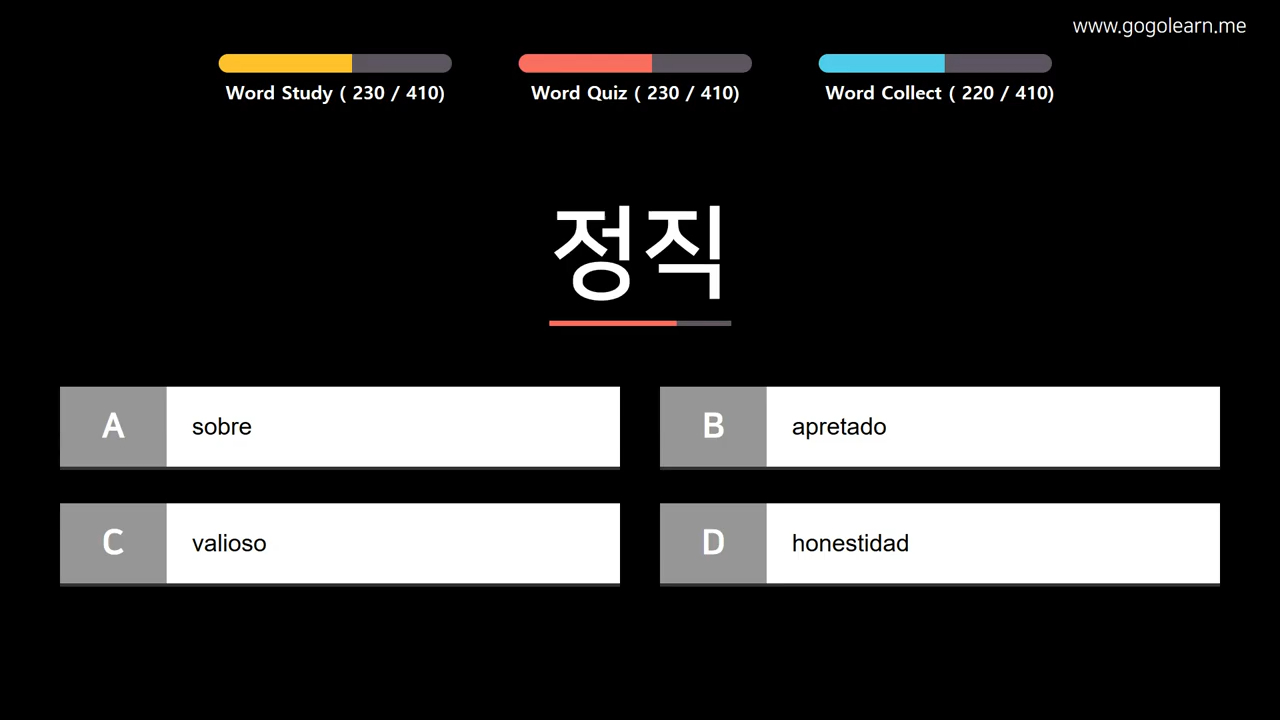 www.gogolearn.me
Word Study ( 230 / 410)
Word Quiz ( 230 / 410)
Word Collect ( 220 / 410)
정직
A
sobre
B
apretado
C
valioso
D
honestidad